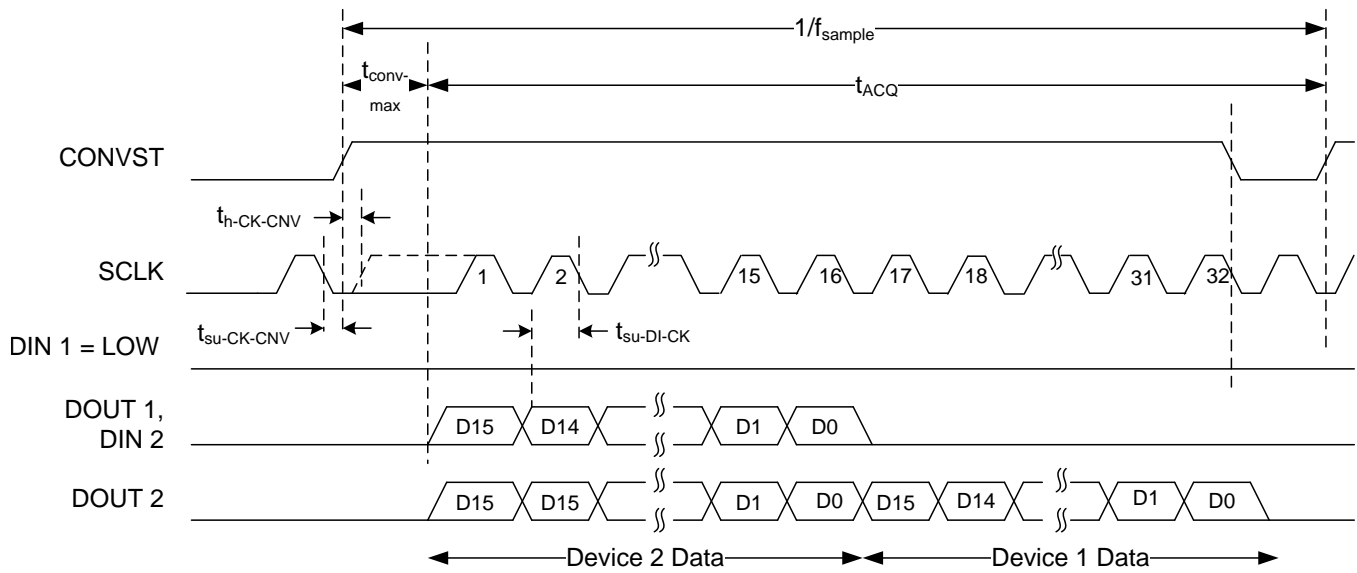 1/fsample
tconv-max
tACQ
CONVST
th-CK-CNV
SCLK
1 2 15 16 17 18 31 32
tsu-CK-CNV
tsu-DI-CK
DIN 1 = LOW
DOUT 1,
DIN 2
D15 D14 D1 D0
DOUT 2
D15 D15 D1 D0 D15 D14 D1 D0
Device 2 Data
Device 1 Data